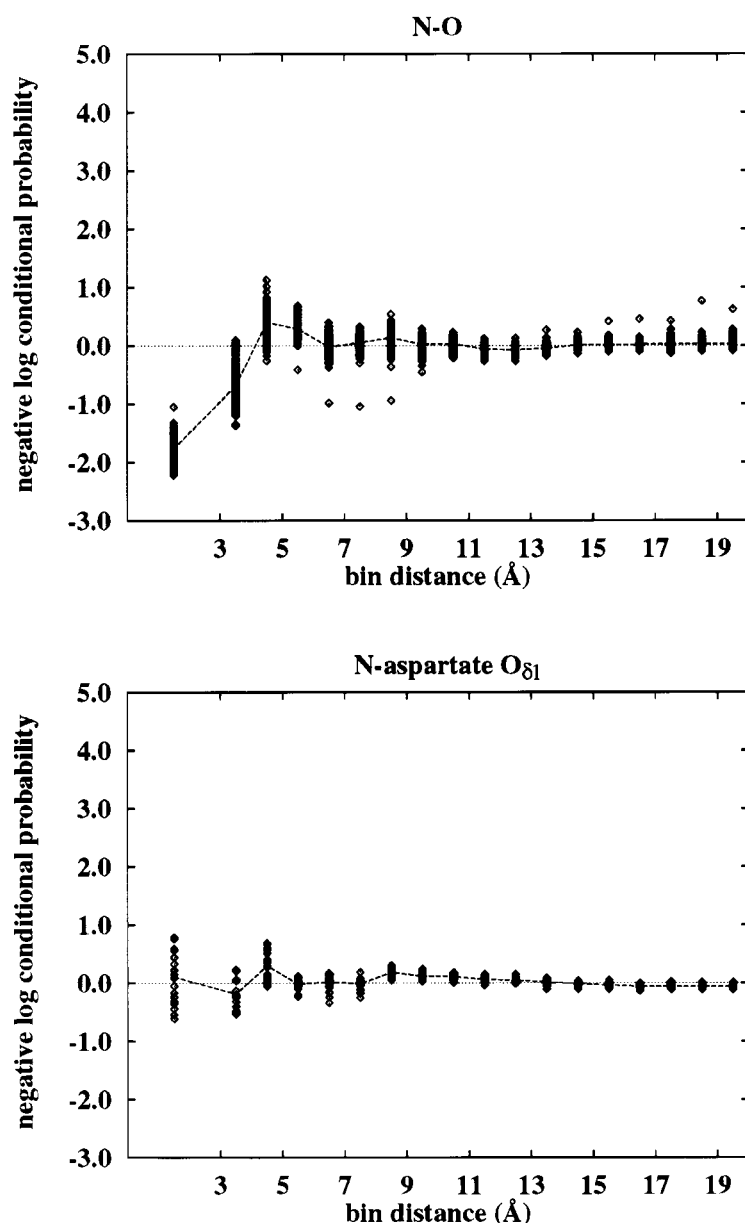 N-O
negative log conditional probability
5.0
4.0
3.0
2.0
1.0
0.0
-1.0
-2.0
-3.0
3 5 7 9 11 13 15 17 19
bin distance (Å)
N-aspartate Oδ1
negative log conditional probability
5.0
4.0
3.0
2.0
1.0
0.0
-1.0
-2.0
-3.0
3 5 7 9 11 13 15 17 19
bin distance (Å)